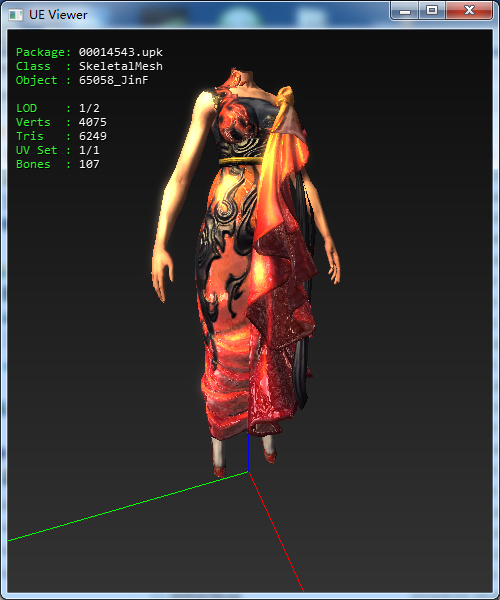 UE Viewer
Package: 00014543.upk
Class : SkeletalMesh
Object : 65058_JinF
LOD : 1/2
Verts : 4075
Tris : 6249
UV Set : 1/1
Bones : 107